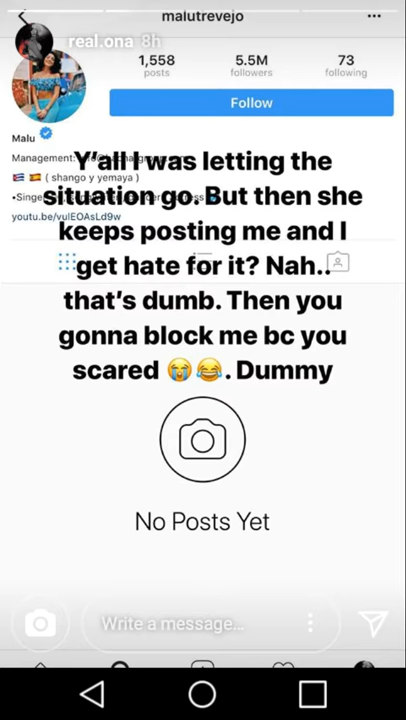 malutrevejo
real.ona 8h
1,558 5.5M 73
posts followers following
Follow
Malu
Management:
Y'all I was letting the
🇨🇺 🇪🇸 ( shango y yemaya )
situation go. But then she
youtu.be/vulEOAsLd9w
keeps posting me and I
get hate for it? Nah..
that's dumb. Then you
gonna block me bc you
scared 😭😂. Dummy
No Posts Yet
Write a message...